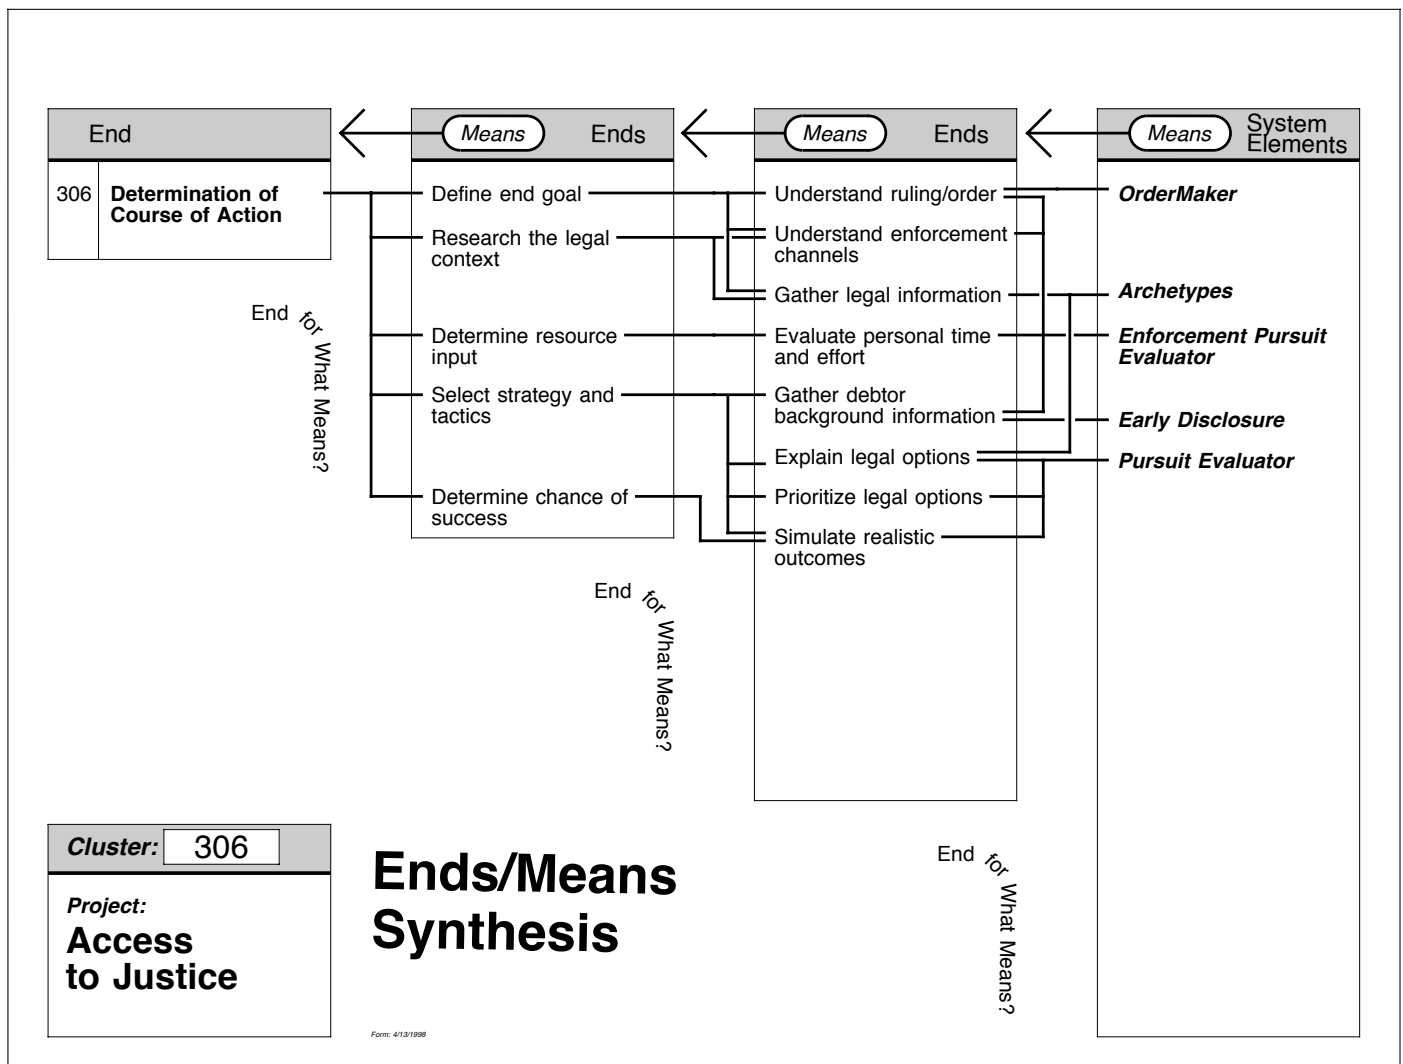 End
Means Ends
Means Ends
Means System
Elements
306 Determination of
Course of Action
Define end goal
Research the legal
context
Determine resource
input
Select strategy and
tactics
Determine chance of
success
Understand ruling/order
Understand enforcement
channels
Gather legal information
Evaluate personal time
and effort
Gather debtor
background information
Explain legal options
Prioritize legal options
Simulate realistic
outcomes
OrderMaker
Archetypes
Enforcement Pursuit
Evaluator
Early Disclosure
Pursuit Evaluator
End for What Means?
End for What Means?
End for What Means?
Cluster: 306
Project:
Access
to Justice
Ends/Means
Synthesis
Form: 4/13/1998